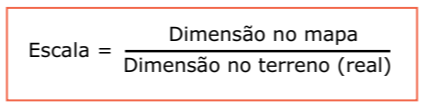 Escala = Dimensão no mapa
Dimensão no terreno (real)